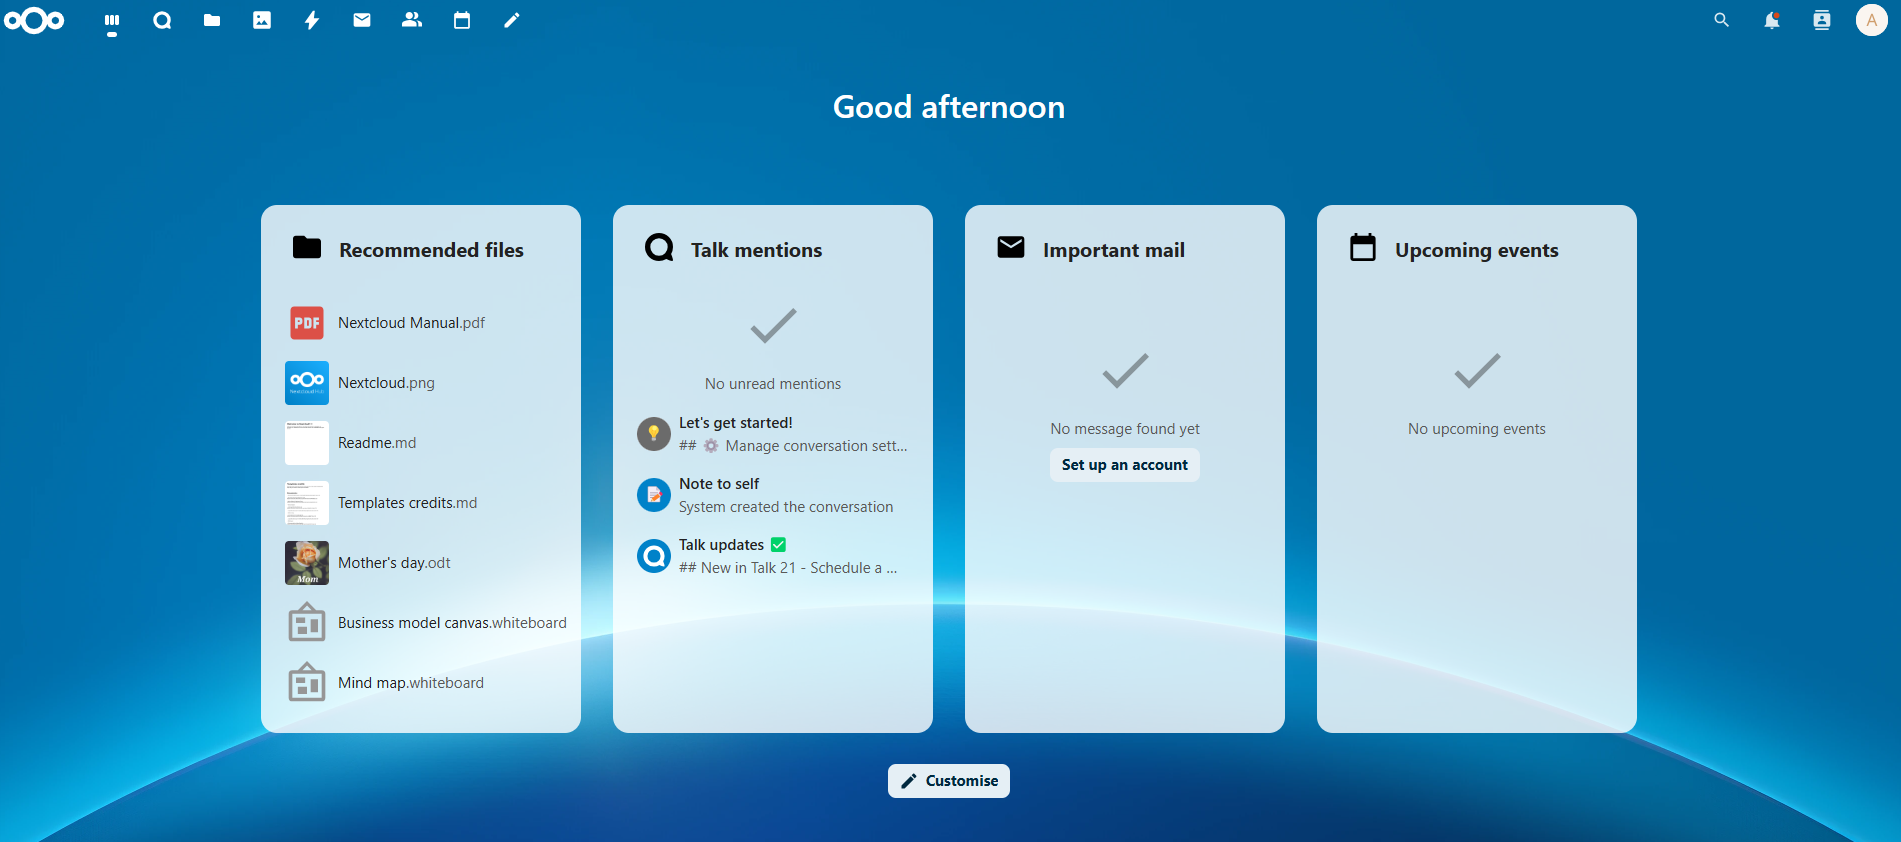 A
Good afternoon
Recommended files
PDF
Nextcloud Manual.pdf
Nextcloud.png
Readme.md
Templates credits.md
Mom
Mother's day.odt
Business model canvas.whiteboard
Mind map.whiteboard
Talk mentions
No unread mentions
Let's get started!
## ⚙️ Manage conversation sett...
Note to self
System created the conversation
Talk updates ✅
## New in Talk 21 - Schedule a ...
Important mail
No message found yet
Set up an account
Upcoming events
No upcoming events
Customise